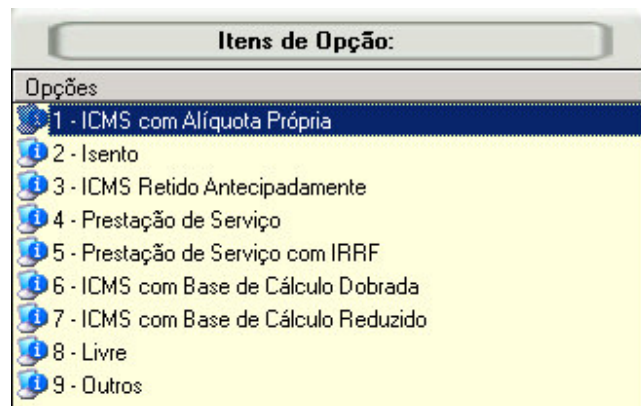 Itens de Opção:
Opções
1 - ICMS com Alíquota Própria
2 - Isento
3 - ICMS Retido Antecipadamente
4 - Prestação de Serviço
5 - Prestação de Serviço com IRRF
6 - ICMS com Base de Cálculo Dobrada
7 - ICMS com Base de Cálculo Reduzido
8 - Livre
9 - Outros